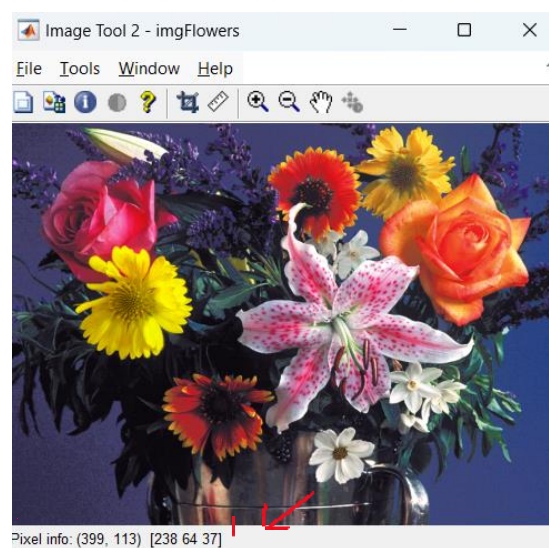 Image Tool 2 - imgFlowers
File Tools Window Help
Pixel info: (399, 113) [238 64 37]